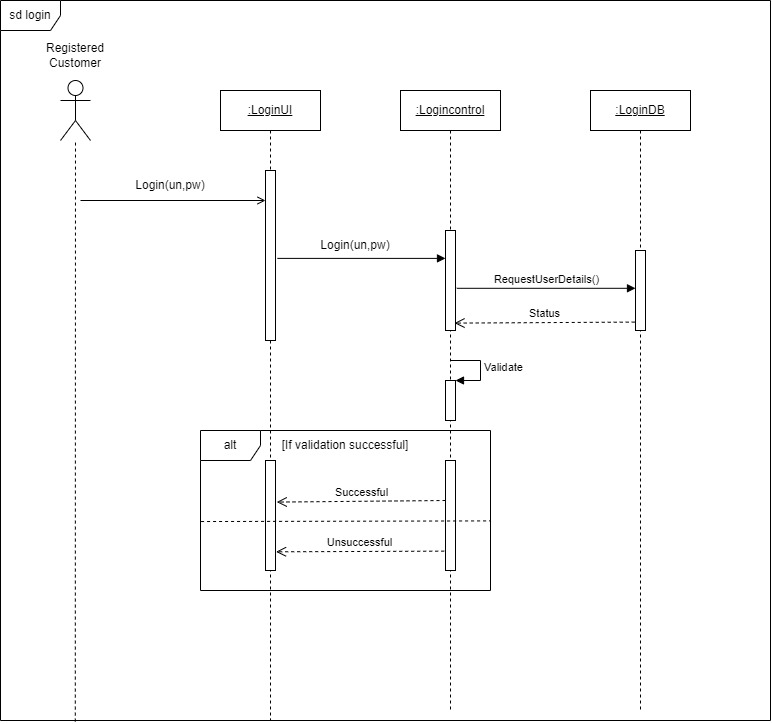 sd login
Registered
Customer
:LoginUI
:Logincontrol
:LoginDB
Login(un,pw)
Login(un,pw)
RequestUserDetails()
Status
Validate
alt
[If validation successful]
Successful
Unsuccessful